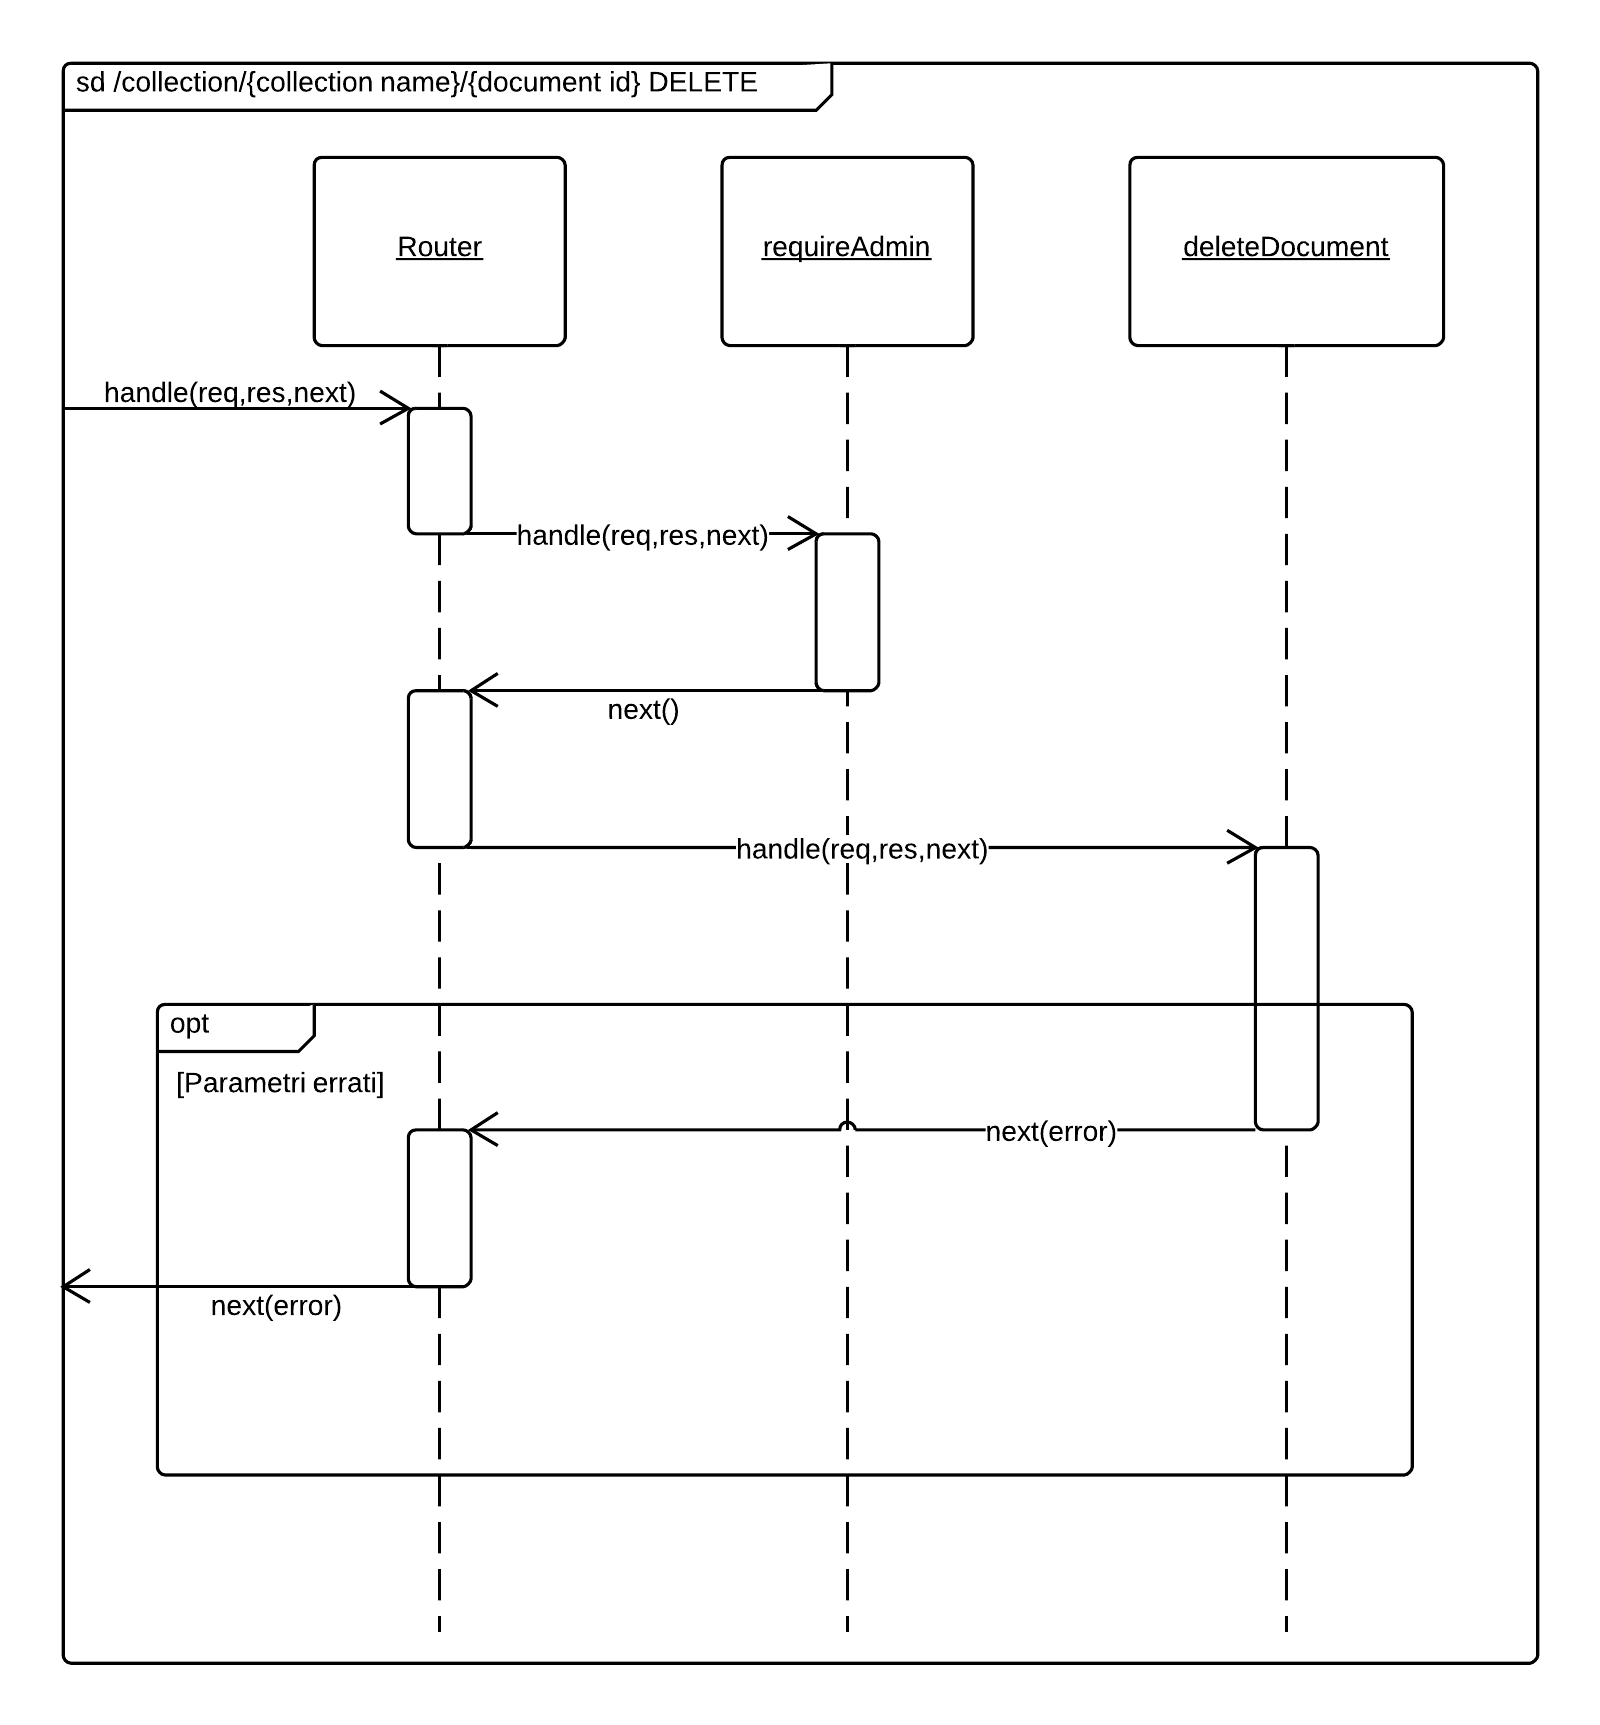 sd /collection/{collection name}/{document id} DELETE
Router
requireAdmin
deleteDocument
handle(req,res,next)
handle(req,res,next)
next()
handle(req,res,next)
opt
[Parametri errati]
next(error)
next(error)